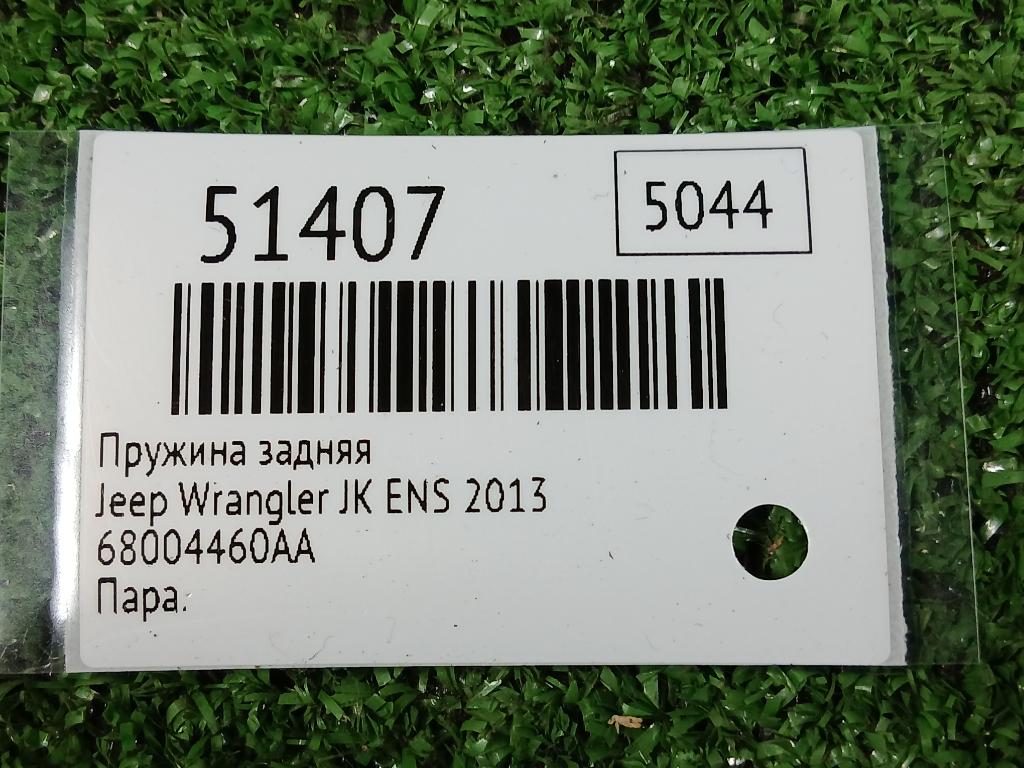 51407
5044
Пружина задняя
Jeep Wrangler JK ENS 2013
68004460AA
Пара.